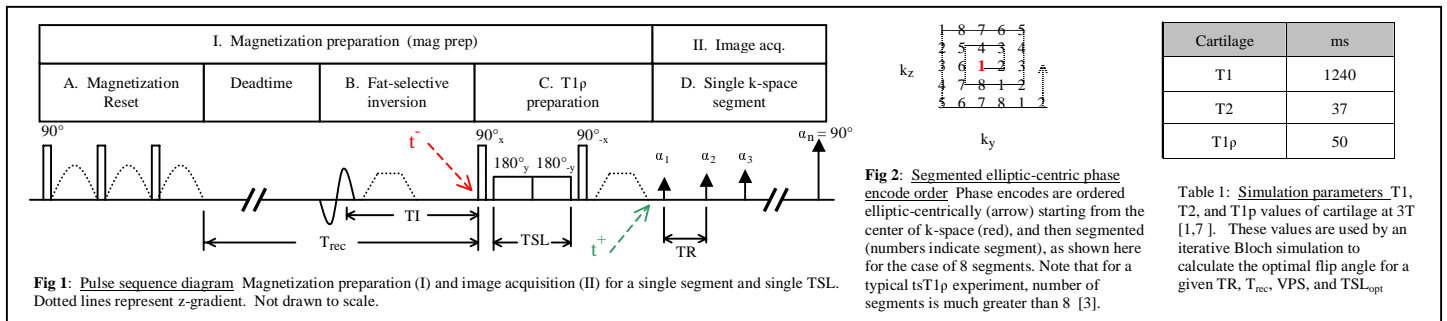 I. Magnetization preparation (mag prep)
II. Image acq.
A. Magnetization
Reset
Deadtime
B. Fat-selective
inversion
C. T1ρ
preparation
D. Single k-space
segment
90°
t-
90°x
180°y
180°-y
90°-x
α1
α2
α3
αn = 90°
TI
Trec
TSL
t+
TR
Fig 1: Pulse sequence diagram Magnetization preparation (I) and image acquisition (II) for a single segment and single TSL.
Dotted lines represent z-gradient. Not drawn to scale.
1 8 7 6 5
2 5 4 3 4
kz
3 6 1 2 3
4 7 8 1 2
5 6 7 8 1 2
ky
Fig 2: Segmented elliptic-centric phase
encode order Phase encodes are ordered
elliptic-centrically (arrow) starting from the
center of k-space (red), and then segmented
(numbers indicate segment), as shown here
for the case of 8 segments. Note that for a
typical tsT1ρ experiment, number of
segments is much greater than 8 [3].
Cartilage ms
T1 1240
T2 37
T1ρ 50
Table 1: Simulation parameters T1,
T2, and T1p values of cartilage at 3T
[1,7 ]. These values are used by an
iterative Bloch simulation to
calculate the optimal flip angle for a
given TR, Trec, VPS, and TSLopt